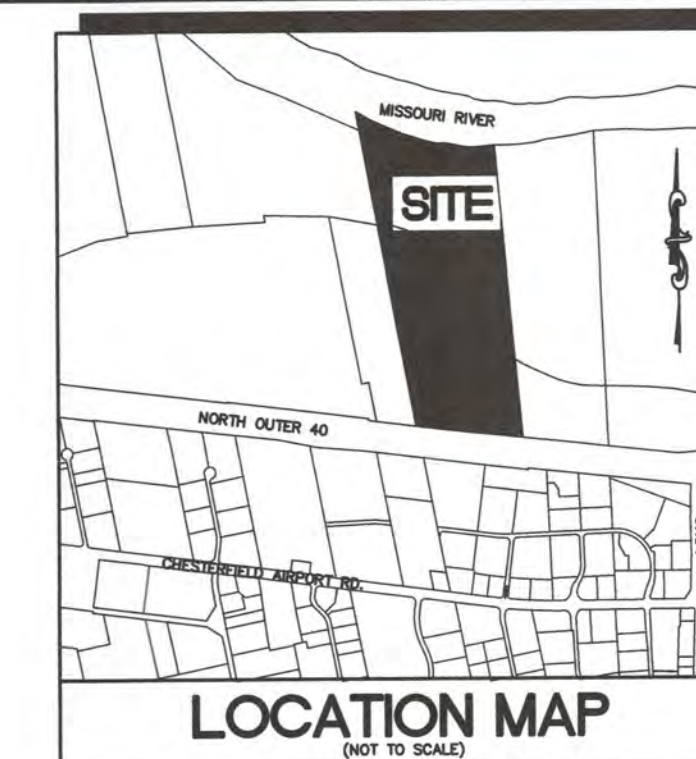 MISSOURI RIVER
SITE
NORTH OUTER 40
CHESTERFIELD AIRPORT RD.
LOCATION MAP
(NOT TO SCALE)